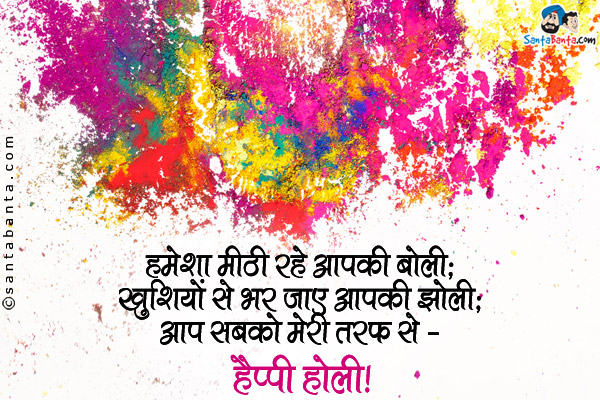 SantaBanta.com
© santabanta.com
हमेशा मीठी रहे आपकी बोली;
खुशियों से भर जाए आपकी झोली;
आप सबको मेरी तरफ से -
हैप्पी होली!